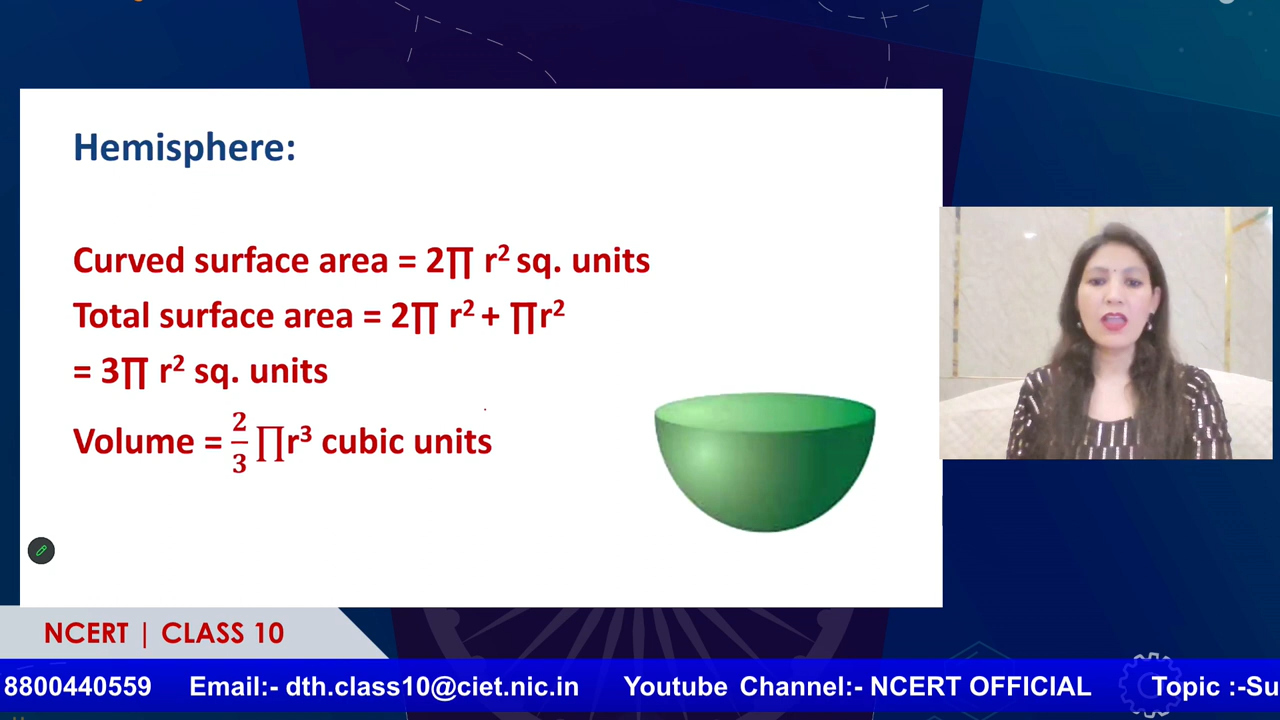 Hemisphere:
Curved surface area = 2∏ r² sq. units
Total surface area = 2∏ r² + ∏r²
= 3∏ r² sq. units
Volume = 2/3 ∏r³ cubic units
NCERT | CLASS 10
8800440559 Email:- dth.class10@ciet.nic.in Youtube Channel:- NCERT OFFICIAL Topic :-Su